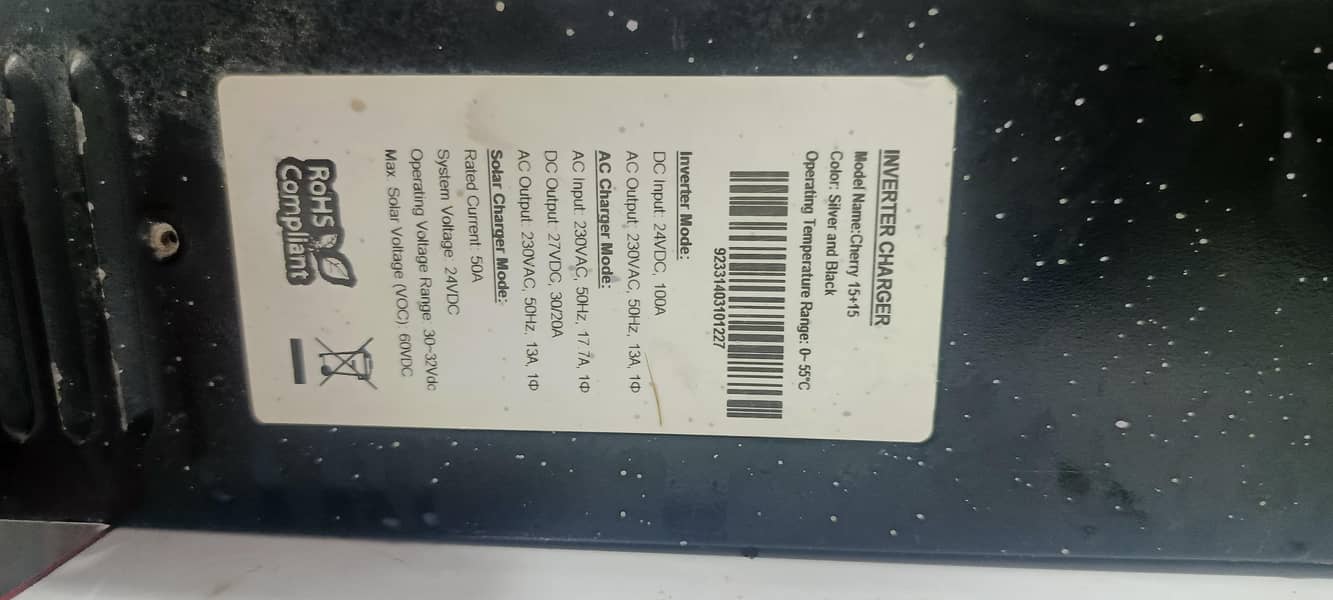 INVERTER CHARGER
Model Name:Cherry 15+15
Color: Silver and Black
Operating Temperature Range: 0~ 55°C
92331403101227
Inverter Mode:
DC Input: 24VDC, 100A
AC Output: 230VAC, 50Hz, 13A, 1Φ
AC Charger Mode:
AC Input: 230VAC, 50Hz, 17.7A, 1Φ
DC Output: 27VDC, 30/20A
AC Output: 230VAC, 50Hz, 13A, 1Φ
Solar Charger Mode:
Rated Current: 50A
System Voltage: 24VDC
Operating Voltage Range: 30~32Vdc
Max. Solar Voltage (VOC): 60VDC
RoHS
Compliant